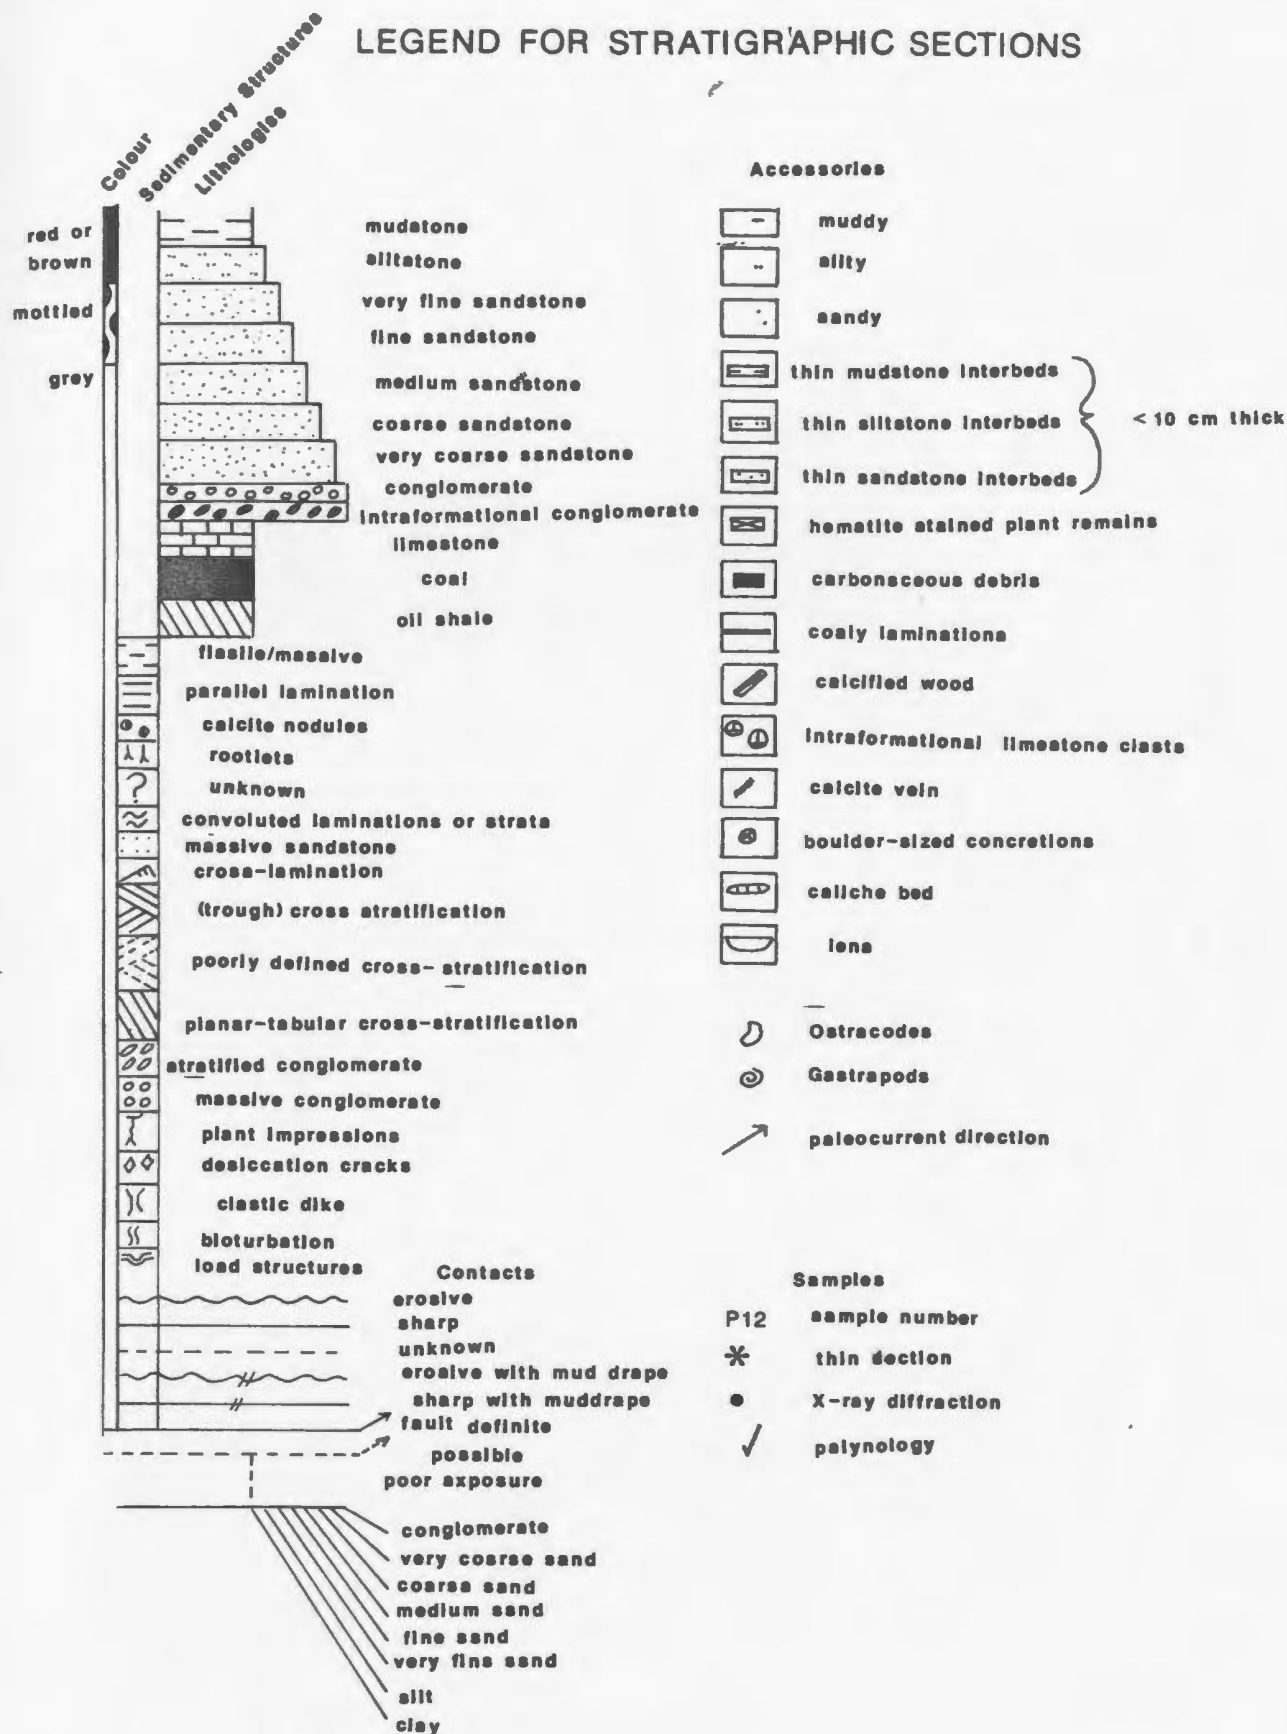 LEGEND FOR STRATIGRAPHIC SECTIONS
Colour
Sedimentary Structures
Lithologies
red or
brown
mottled
grey
mudstone
siltstone
very fine sandstone
fine sandstone
medium sandstone
coarse sandstone
very coarse sandstone
conglomerate
intraformational conglomerate
limestone
coal
oil shale
fissile/massive
parallel lamination
calcite nodules
rootlets
?
unknown
convoluted laminations or strata
massive sandstone
cross-lamination
(trough) cross stratification
poorly defined cross-stratification
planar-tabular cross-stratification
stratified conglomerate
massive conglomerate
plant impressions
desiccation cracks
clastic dike
bioturbation
load structures
Contacts
erosive
sharp
unknown
erosive with mud drape
sharp with muddrape
fault definite
possible
poor exposure
conglomerate
very coarse sand
coarse sand
medium sand
fine sand
very fine sand
silt
clay
Accessories
muddy
silty
sandy
thin mudstone interbeds
thin siltstone interbeds
thin sandstone interbeds
< 10 cm thick
hematite stained plant remains
carbonaceous debris
coaly laminations
calcified wood
intraformational limestone clasts
calcite vein
boulder-sized concretions
caliche bed
lens
Ostracodes
Gastrapods
paleocurrent direction
Samples
P12 sample number
thin section
X-ray diffraction
palynology